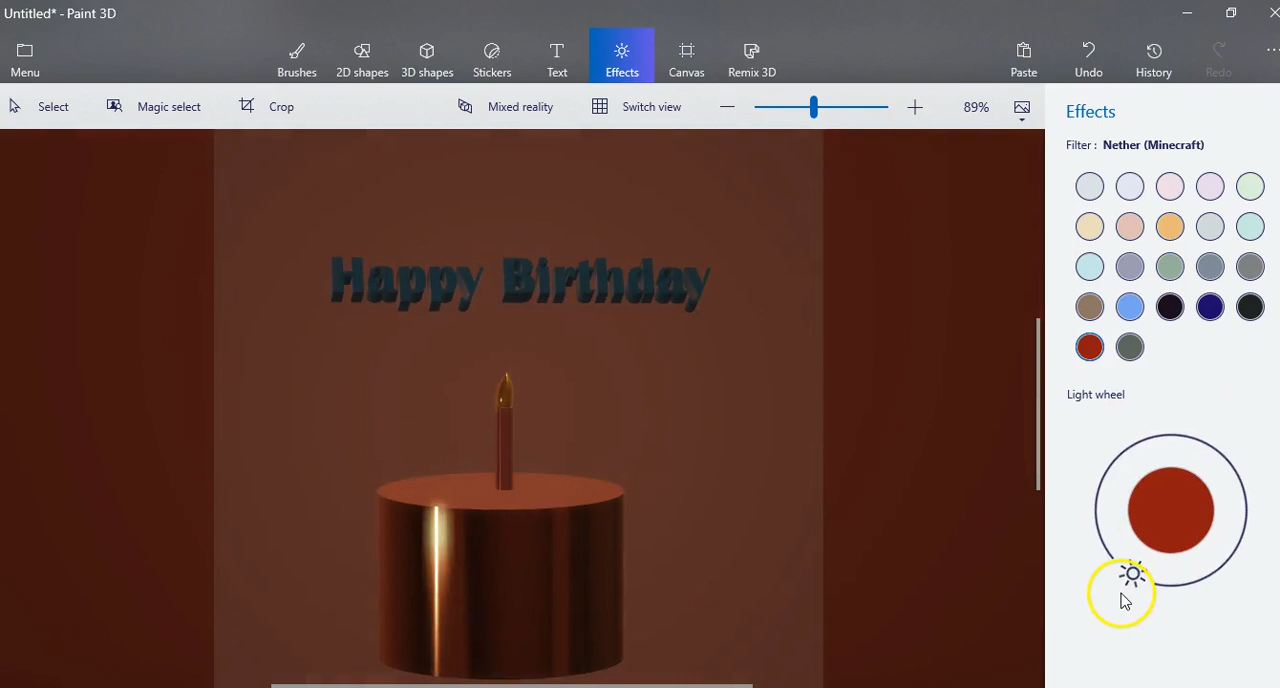 Untitled* - Paint 3D
Menu
Brushes
2D shapes
3D shapes
Stickers
Text
Effects
Canvas
Remix 3D
Paste
Undo
History
Redo
Select
Magic select
Crop
Mixed reality
Switch view
89%
Effects
Filter : Nether (Minecraft)
Happy Birthday
Light wheel